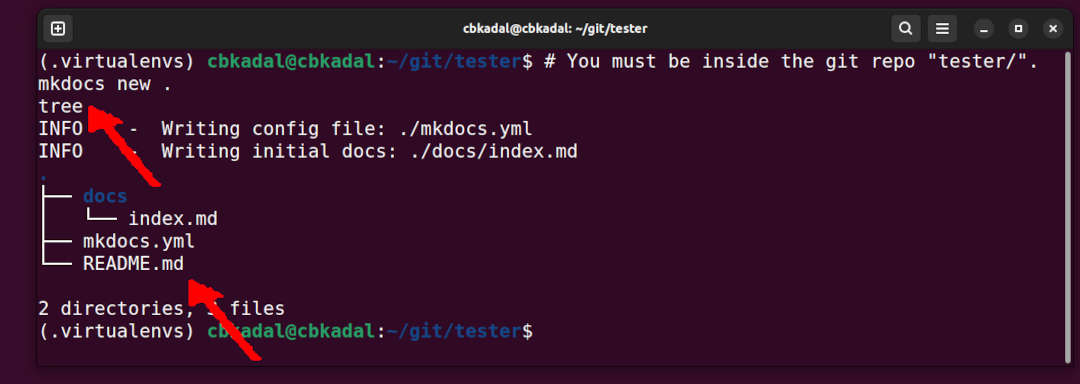 cbkadal@cbkadal: ~/git/tester
(.virtualenvs) cbkadal@cbkadal:~/git/tester$ # You must be inside the git repo "tester/".
mkdocs new .
tree
INFO    -  Writing config file: ./mkdocs.yml
INFO    -  Writing initial docs: ./docs/index.md
.
├── docs
│   └── index.md
├── mkdocs.yml
└── README.md
2 directories, 3 files
(.virtualenvs) cbkadal@cbkadal:~/git/tester$